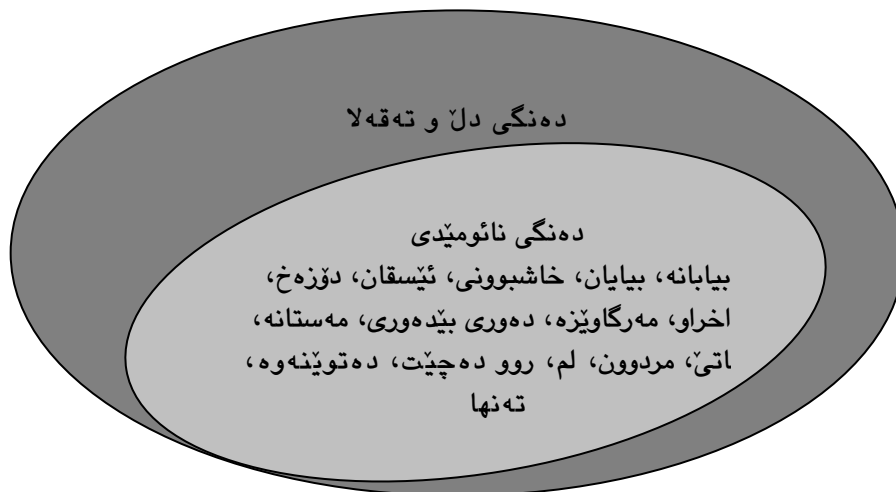 دەنگی دڵ و تەقەلا
دەنگی نائومێدی
بیابانە، بیایان، خاشبوونی، ئێسقان، دۆزەخ،
اخراو، مەرگاوێزە، دەوری بێدەوری، مەستانە،
اتێ، مردوون، لم، روو دەچێت، دەتوێنەوە،
تەنها